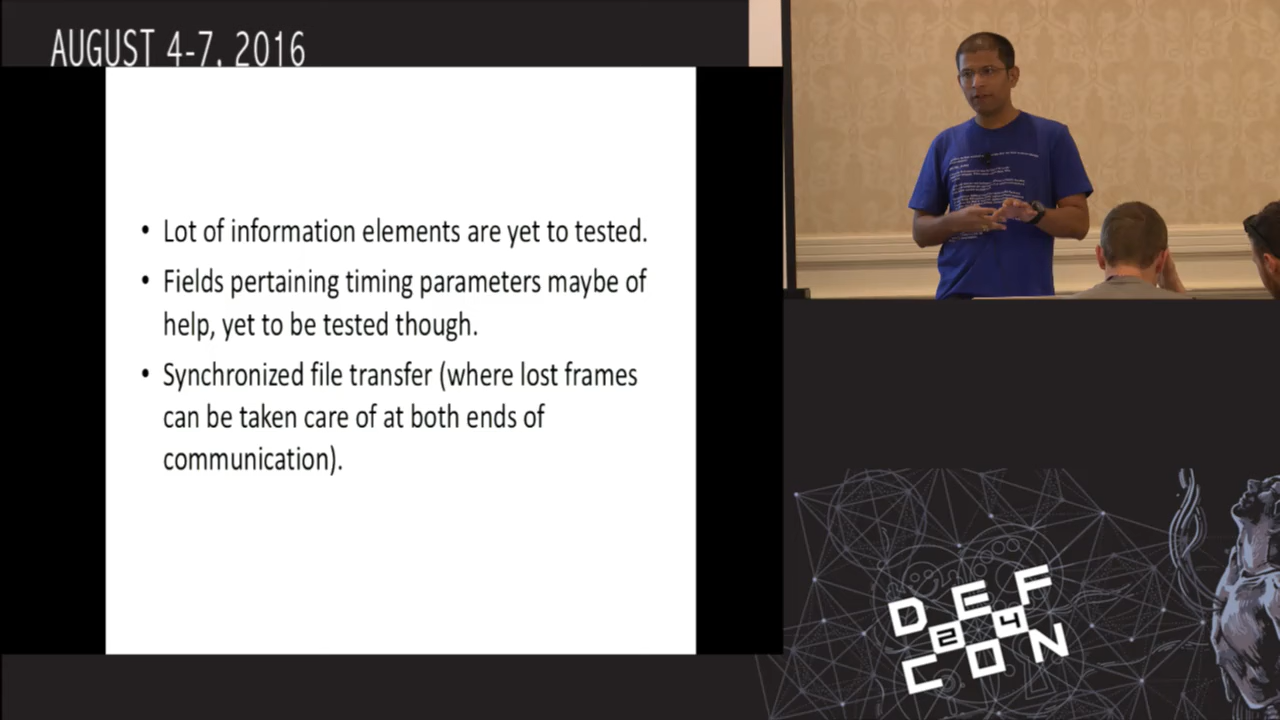 AUGUST 4-7, 2016
• Lot of information elements are yet to tested.
• Fields pertaining timing parameters maybe of
help, yet to be tested though.
• Synchronized file transfer (where lost frames
can be taken care of at both ends of
communication).
DEF
24
CON